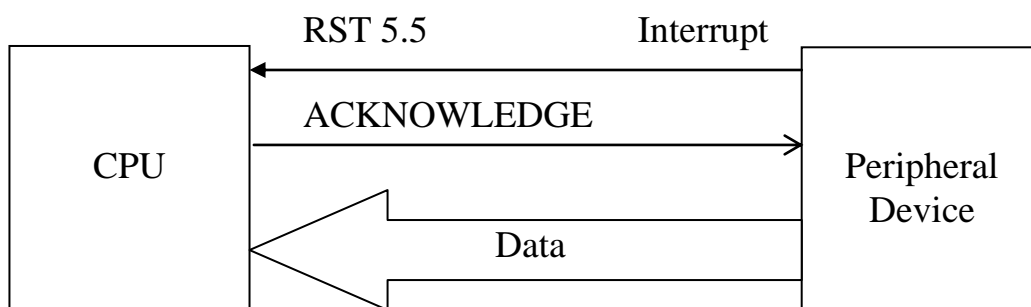 RST 5.5 Interrupt
ACKNOWLEDGE
CPU
Peripheral
Device
Data